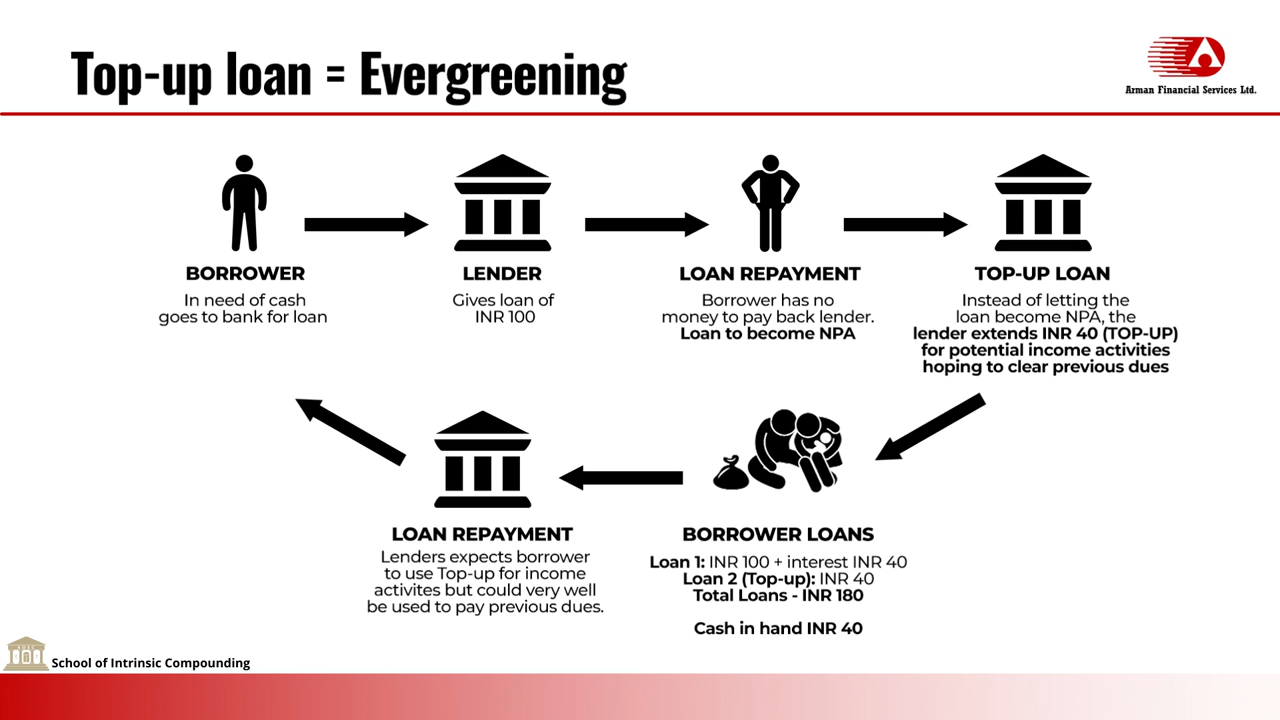 Top-up loan = Evergreening
Arman Financial Services Ltd.
BORROWER
In need of cash
goes to bank for loan
LENDER
Gives loan of
INR 100
LOAN REPAYMENT
Borrower has no
money to pay back lender.
Loan to become NPA
TOP-UP LOAN
Instead of letting the
loan become NPA, the
lender extends INR 40 (TOP-UP)
for potential income activities
hoping to clear previous dues
LOAN REPAYMENT
Lenders expects borrower
to use Top-up for income
activites but could very well
be used to pay previous dues.
BORROWER LOANS
Loan 1: INR 100 + interest INR 40
Loan 2 (Top-up): INR 40
Total Loans - INR 180
Cash in hand INR 40
School of Intrinsic Compounding